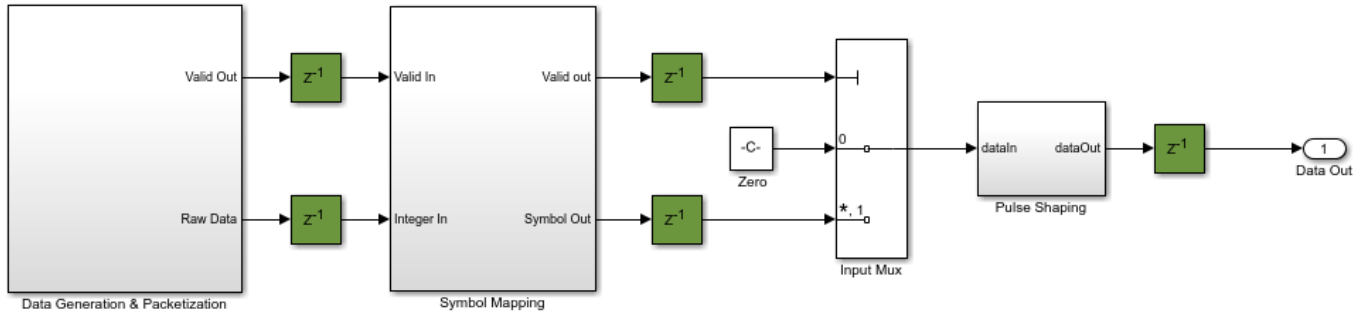 Valid Out
z-1
Valid In
Valid out
z-1
0
-C-
Zero
dataIn
dataOut
z-1
1
Data Out
Raw Data
z-1
Integer In
Symbol Out
z-1
*, 1
Pulse Shaping
Input Mux
Data Generation & Packetization
Symbol Mapping